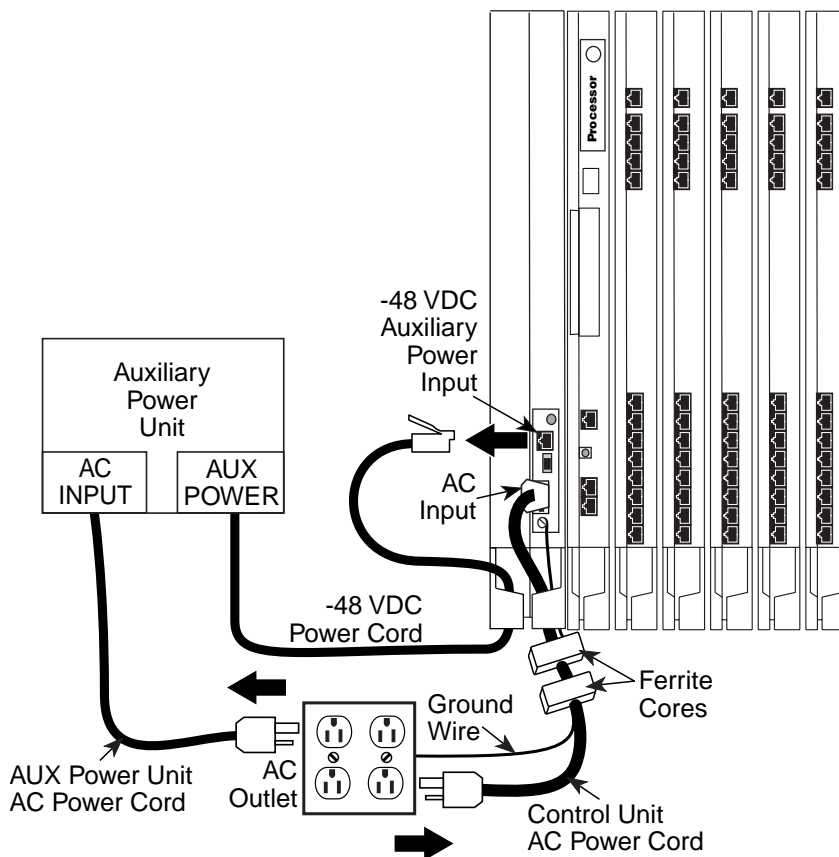 Processor
-48 VDC
Auxiliary
Power
Input
Auxiliary
Power
Unit
AC
INPUT
AUX
POWER
AC
Input
-48 VDC
Power Cord
Ferrite
Cores
Ground
Wire
AUX Power Unit
AC Power Cord
AC
Outlet
Control Unit
AC Power Cord